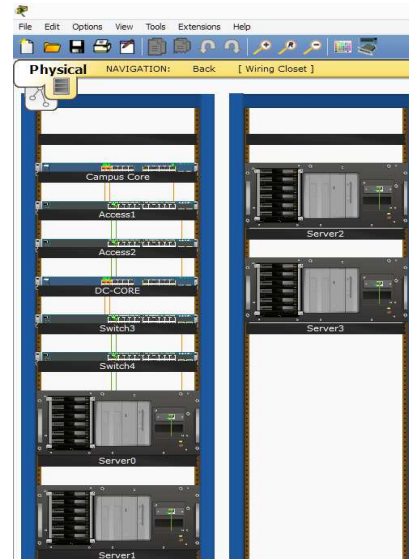 File Edit Options View Tools Extensions Help
Physical NAVIGATION: Back [ Wiring Closet ]
Campus Core
Access1
Access2
DC-CORE
Switch3
Switch4
Server0
Server1
Server2
Server3